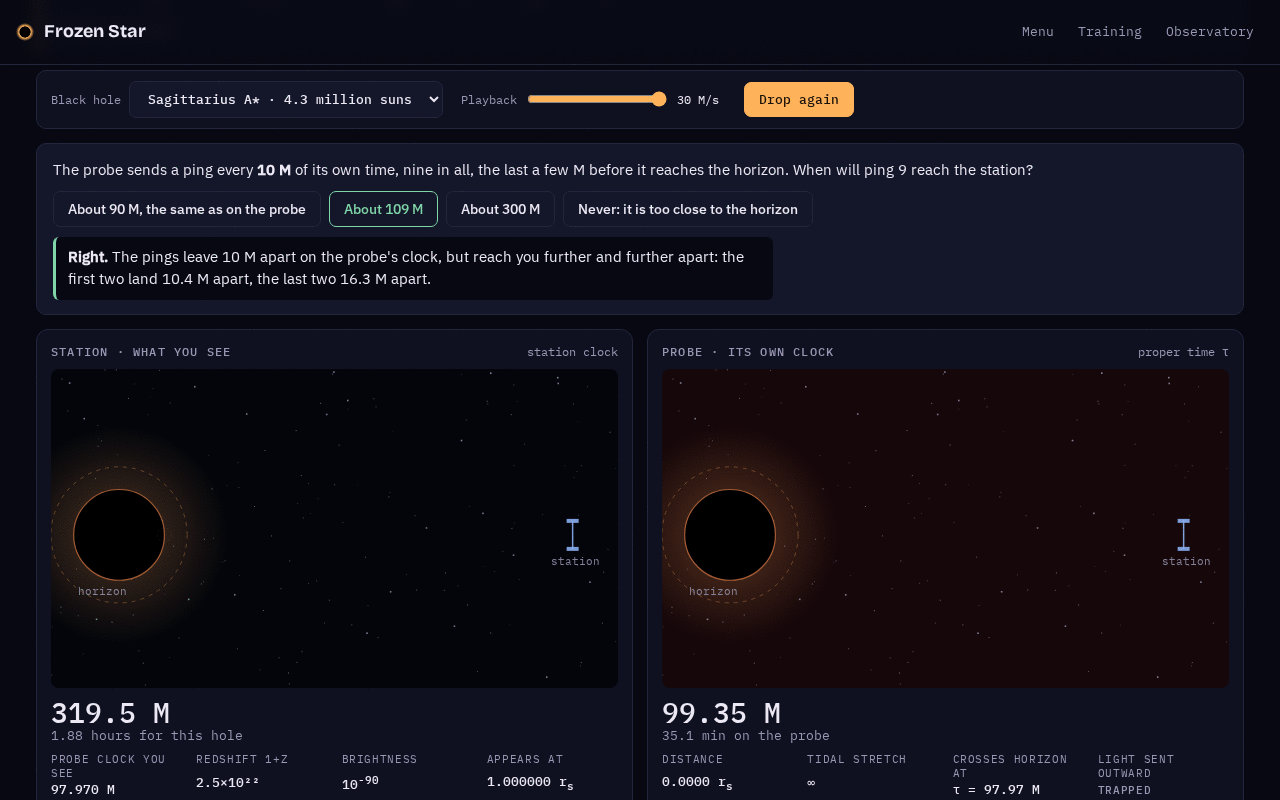 Frozen Star
Menu Training Observatory
Black hole Sagittarius A★ · 4.3 million suns Playback 30 M/s Drop again
The probe sends a ping every 10 M of its own time, nine in all, the last a few M before it reaches the horizon. When will ping 9 reach the station?
About 90 M, the same as on the probe About 109 M About 300 M Never: it is too close to the horizon
Right. The pings leave 10 M apart on the probe's clock, but reach you further and further apart: the
first two land 10.4 M apart, the last two 16.3 M apart.
STATION · WHAT YOU SEE station clock
station
horizon
319.5 M
1.88 hours for this hole
PROBE CLOCK YOU SEE
97.970 M
REDSHIFT 1+Z
2.5×10²²
BRIGHTNESS
10-90
APPEARS AT
1.000000 rs
PROBE · ITS OWN CLOCK proper time τ
station
horizon
99.35 M
35.1 min on the probe
DISTANCE
0.0000 rs
TIDAL STRETCH
∞
CROSSES HORIZON AT
τ = 97.97 M
LIGHT SENT OUTWARD
TRAPPED